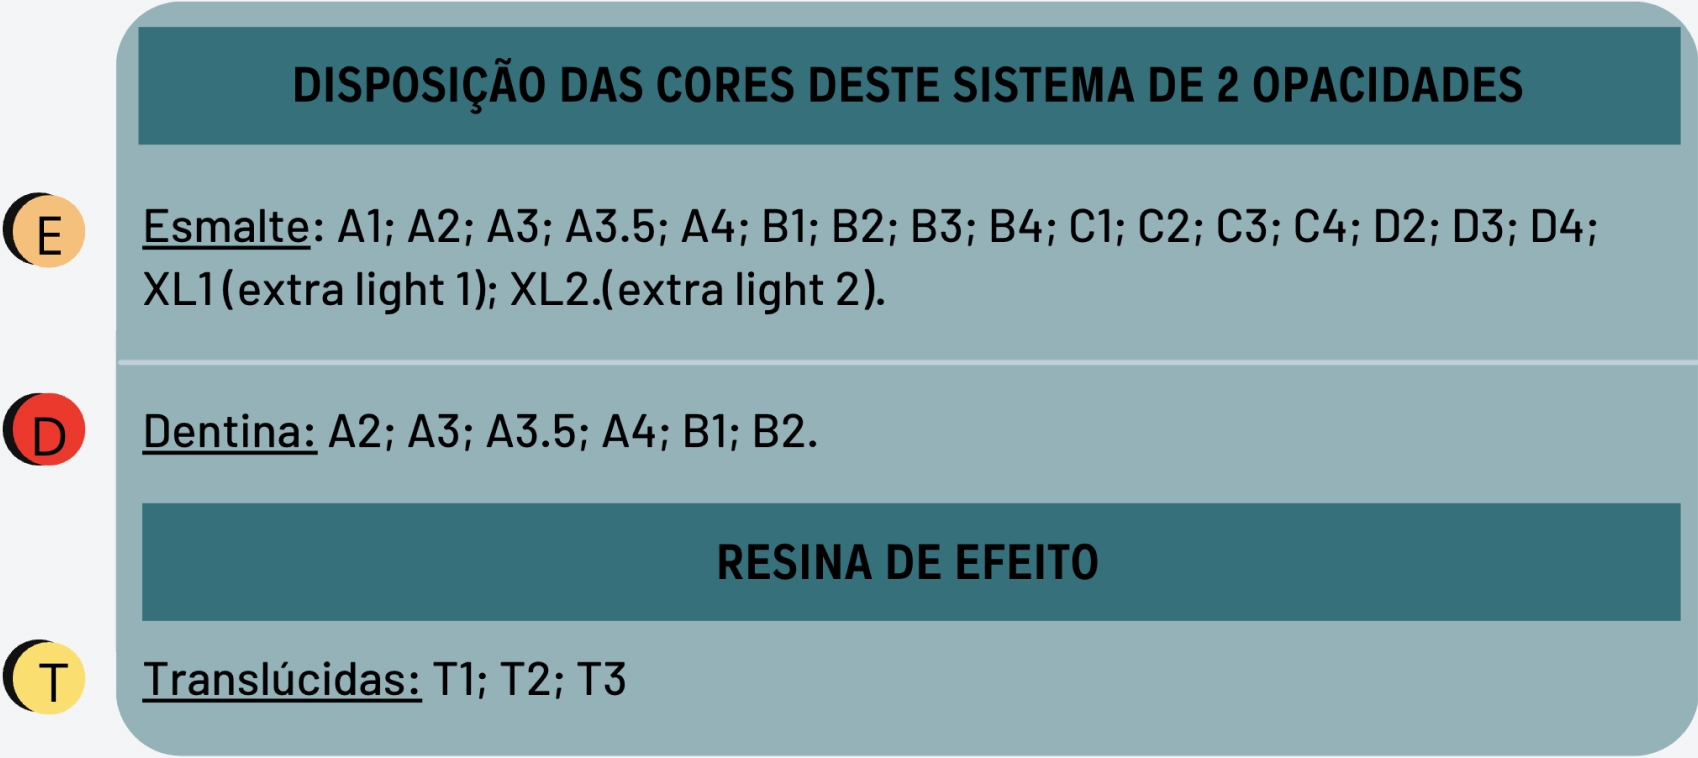 DISPOSIÇÃO DAS CORES DESTE SISTEMA DE 2 OPACIDADES
E
Esmalte: A1; A2; A3; A3.5; A4; B1; B2; B3; B4; C1; C2; C3; C4; D2; D3; D4;
XL1 (extra light 1); XL2.(extra light 2).
D
Dentina: A2; A3; A3.5; A4; B1; B2.
RESINA DE EFEITO
T
Translúcidas: T1; T2; T3